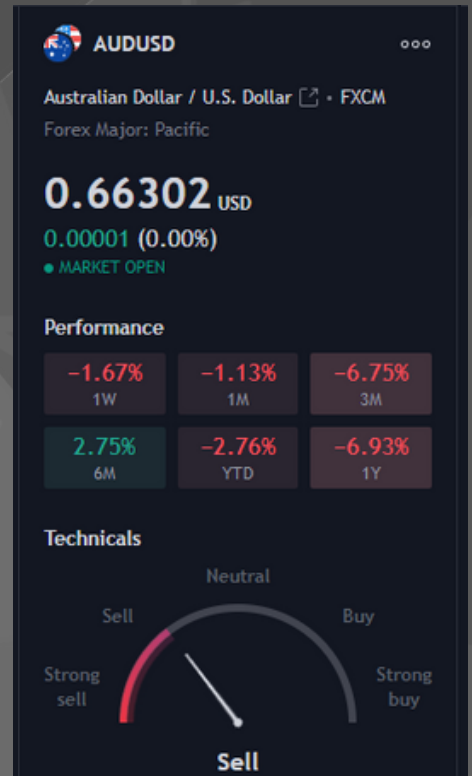 AUDUSD
Australian Dollar / U.S. Dollar • FXCM
Forex Major: Pacific
0.66302 USD
0.00001 (0.00%)
● MARKET OPEN
Performance
−1.67% −1.13% −6.75%
1W 1M 3M
2.75% −2.76% −6.93%
6M YTD 1Y
Technicals
Neutral
Sell Buy
Strong sell Strong buy
Sell